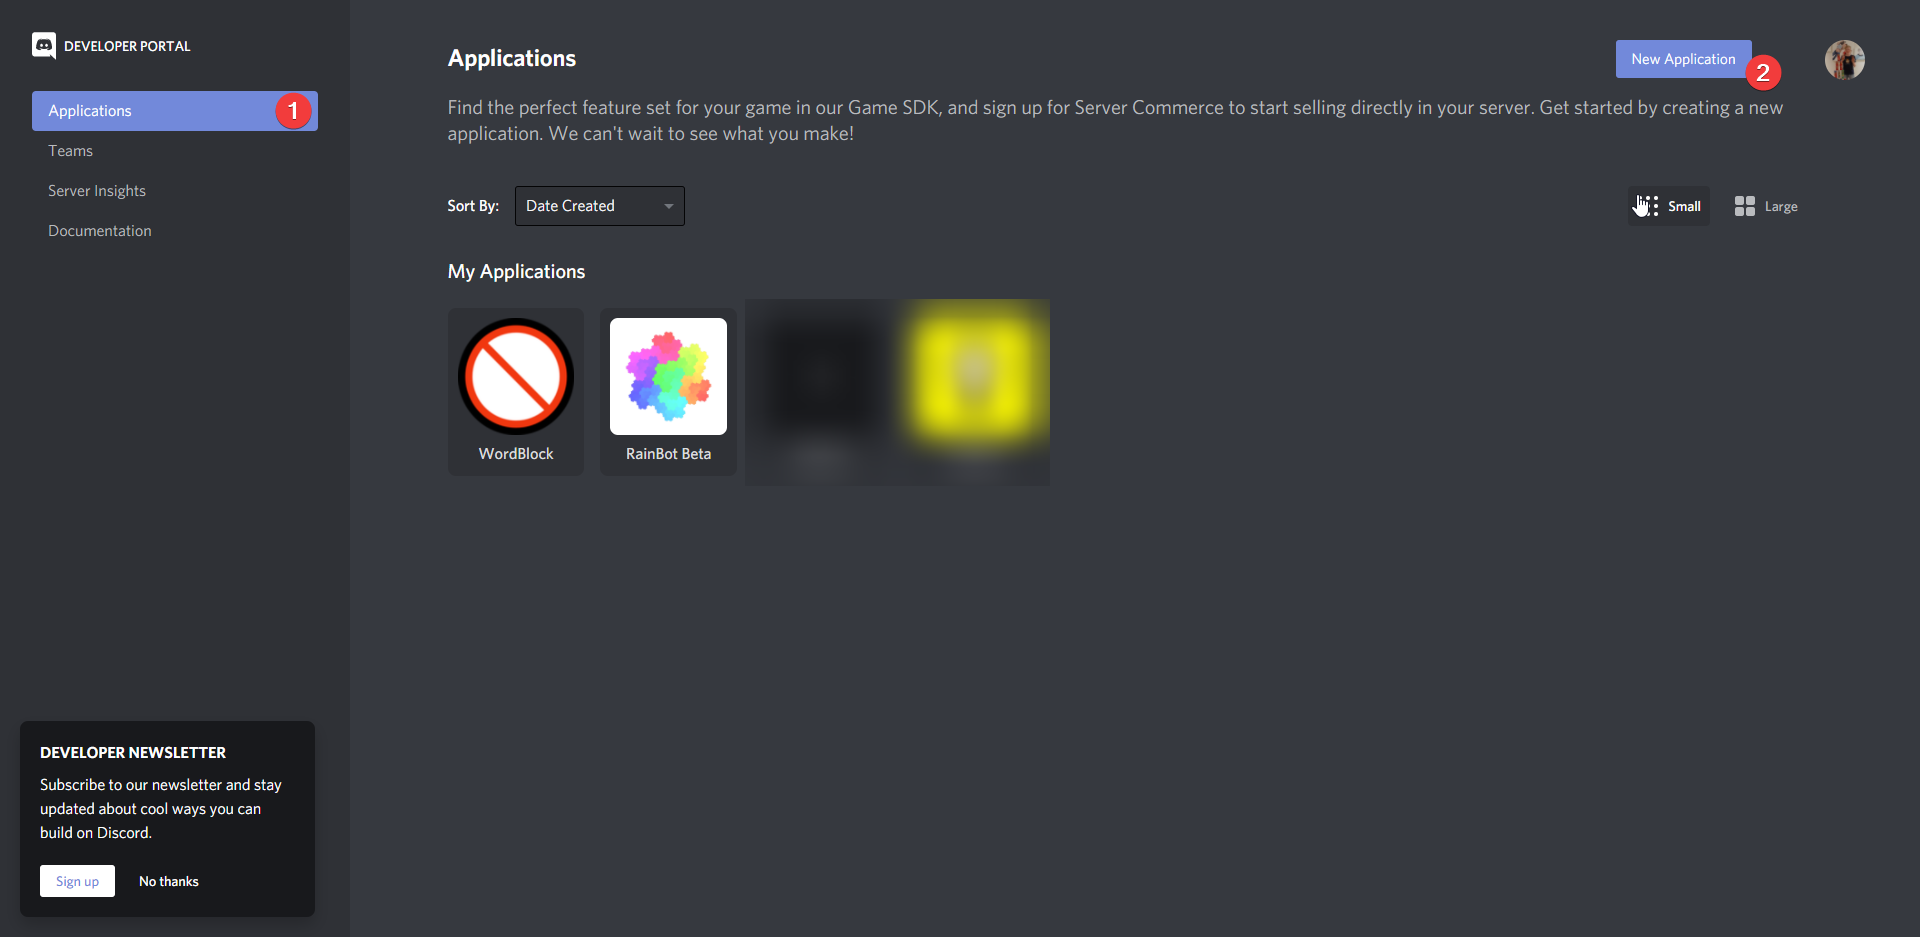 DEVELOPER PORTAL
Applications 1
Teams
Server Insights
Documentation
Applications
New Application 2
Find the perfect feature set for your game in our Game SDK, and sign up for Server Commerce to start selling directly in your server. Get started by creating a new
application. We can't wait to see what you make!
Sort By: Date Created
Small Large
My Applications
WordBlock RainBot Beta
DEVELOPER NEWSLETTER
Subscribe to our newsletter and stay
updated about cool ways you can
build on Discord.
Sign up No thanks